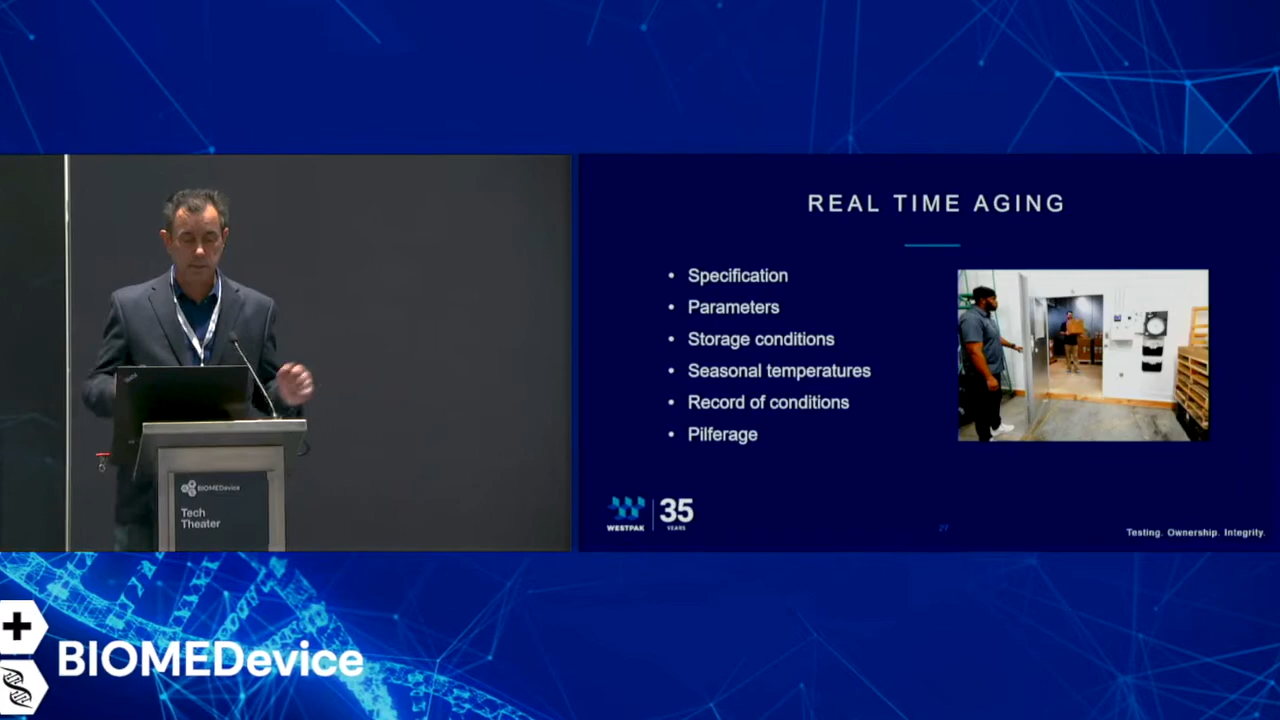 REAL TIME AGING
• Specification
• Parameters
• Storage conditions
• Seasonal temperatures
• Record of conditions
• Pilferage
WESTPAK
35
YEARS
27
Testing. Ownership. Integrity.
BIOMEDevice
Tech
Theater
BIOMEDevice